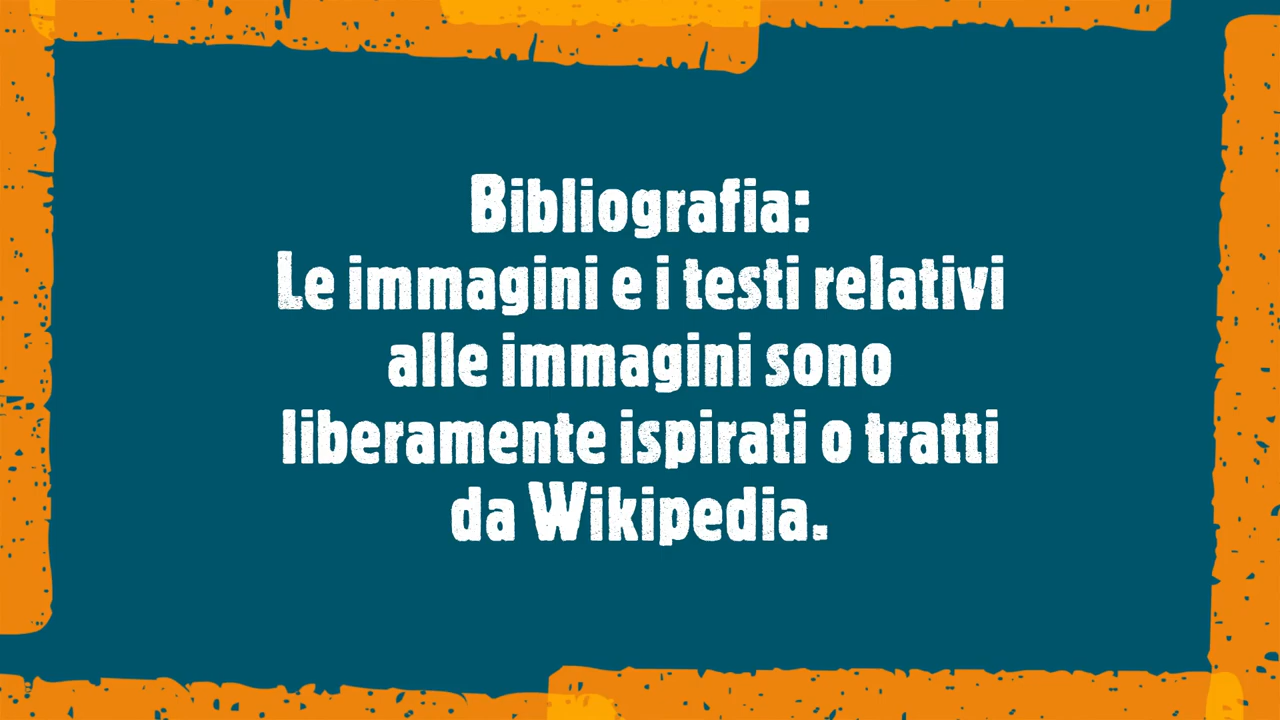 Bibliografia:
Le immagini e i testi relativi
alle immagini sono
liberamente ispirati o tratti
da Wikipedia.